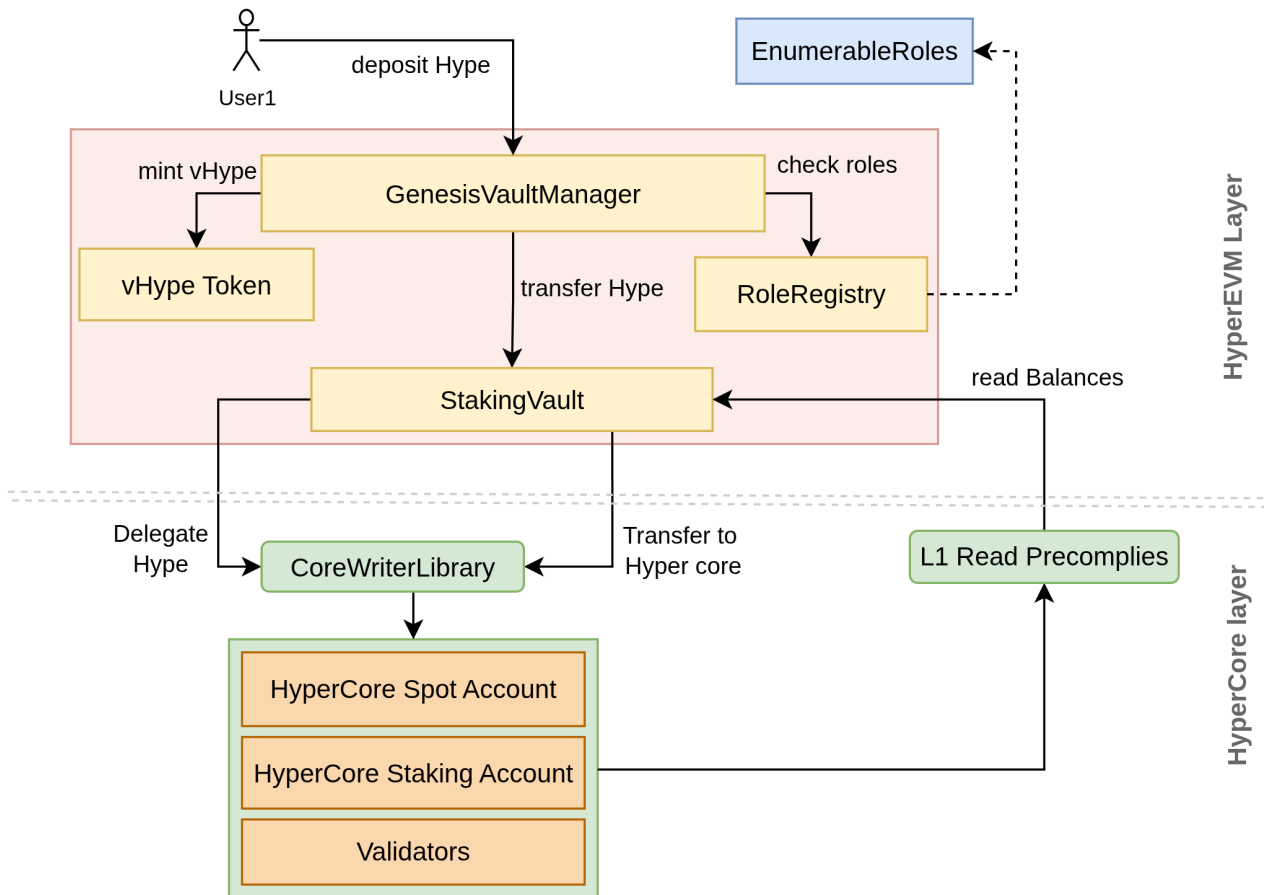 User1
deposit Hype
EnumerableRoles
mint vHype
GenesisVaultManager
check roles
vHype Token
transfer Hype
RoleRegistry
HyperEVM Layer
StakingVault
read Balances
Delegate
Hype
CoreWriterLibrary
Transfer to
Hyper core
L1 Read Precomplies
HyperCore layer
HyperCore Spot Account
HyperCore Staking Account
Validators